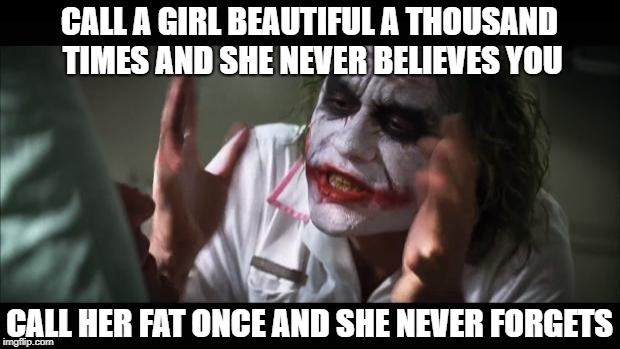 CALL A GIRL BEAUTIFUL A THOUSAND
TIMES AND SHE NEVER BELIEVES YOU
CALL HER FAT ONCE AND SHE NEVER FORGETS
imgflip.com